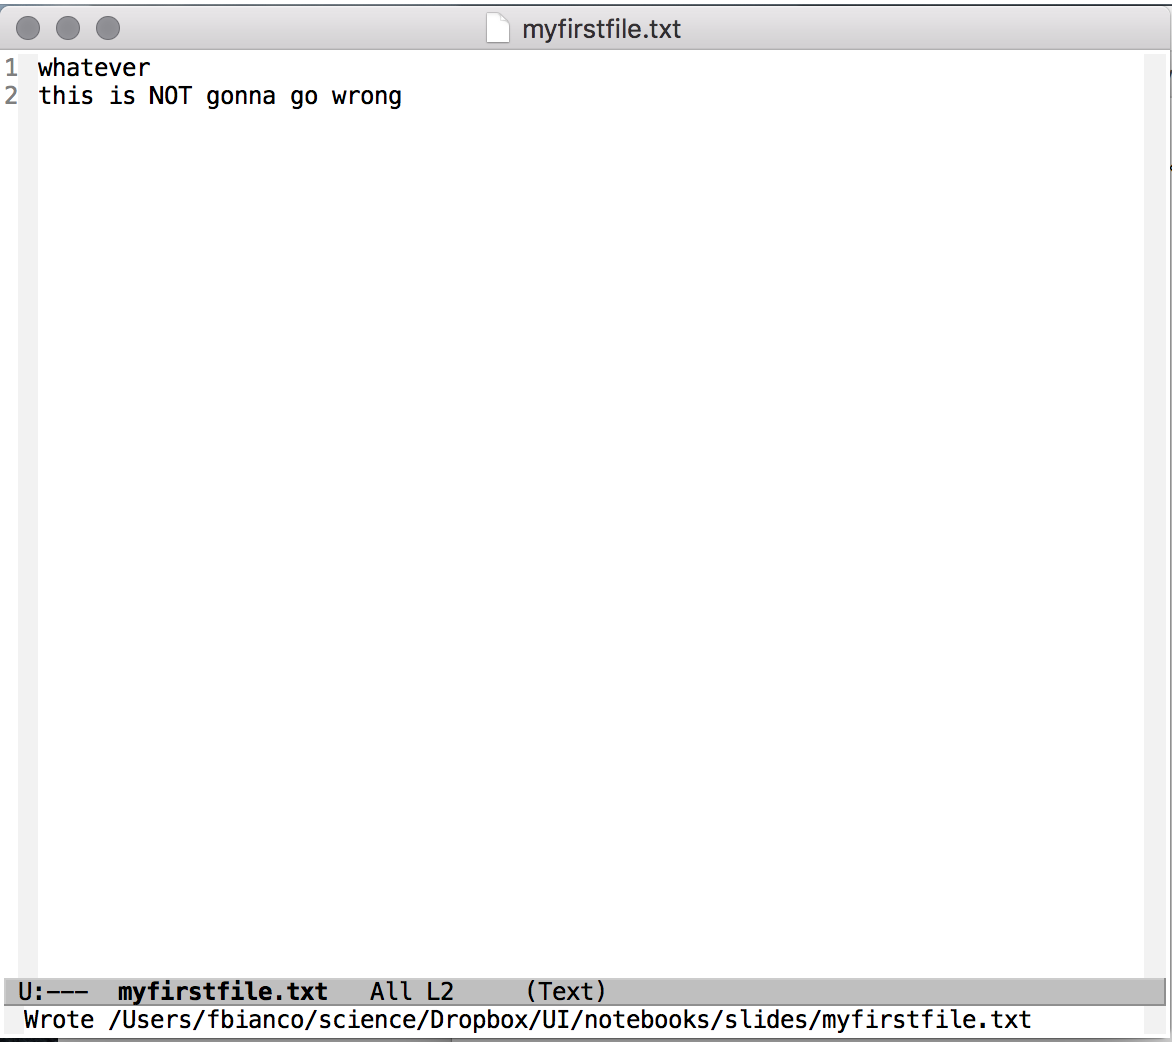 myfirstfile.txt
1 whatever
2 this is NOT gonna go wrong
U:--- myfirstfile.txt All L2 (Text)
Wrote /Users/fbianco/science/Dropbox/UI/notebooks/slides/myfirstfile.txt